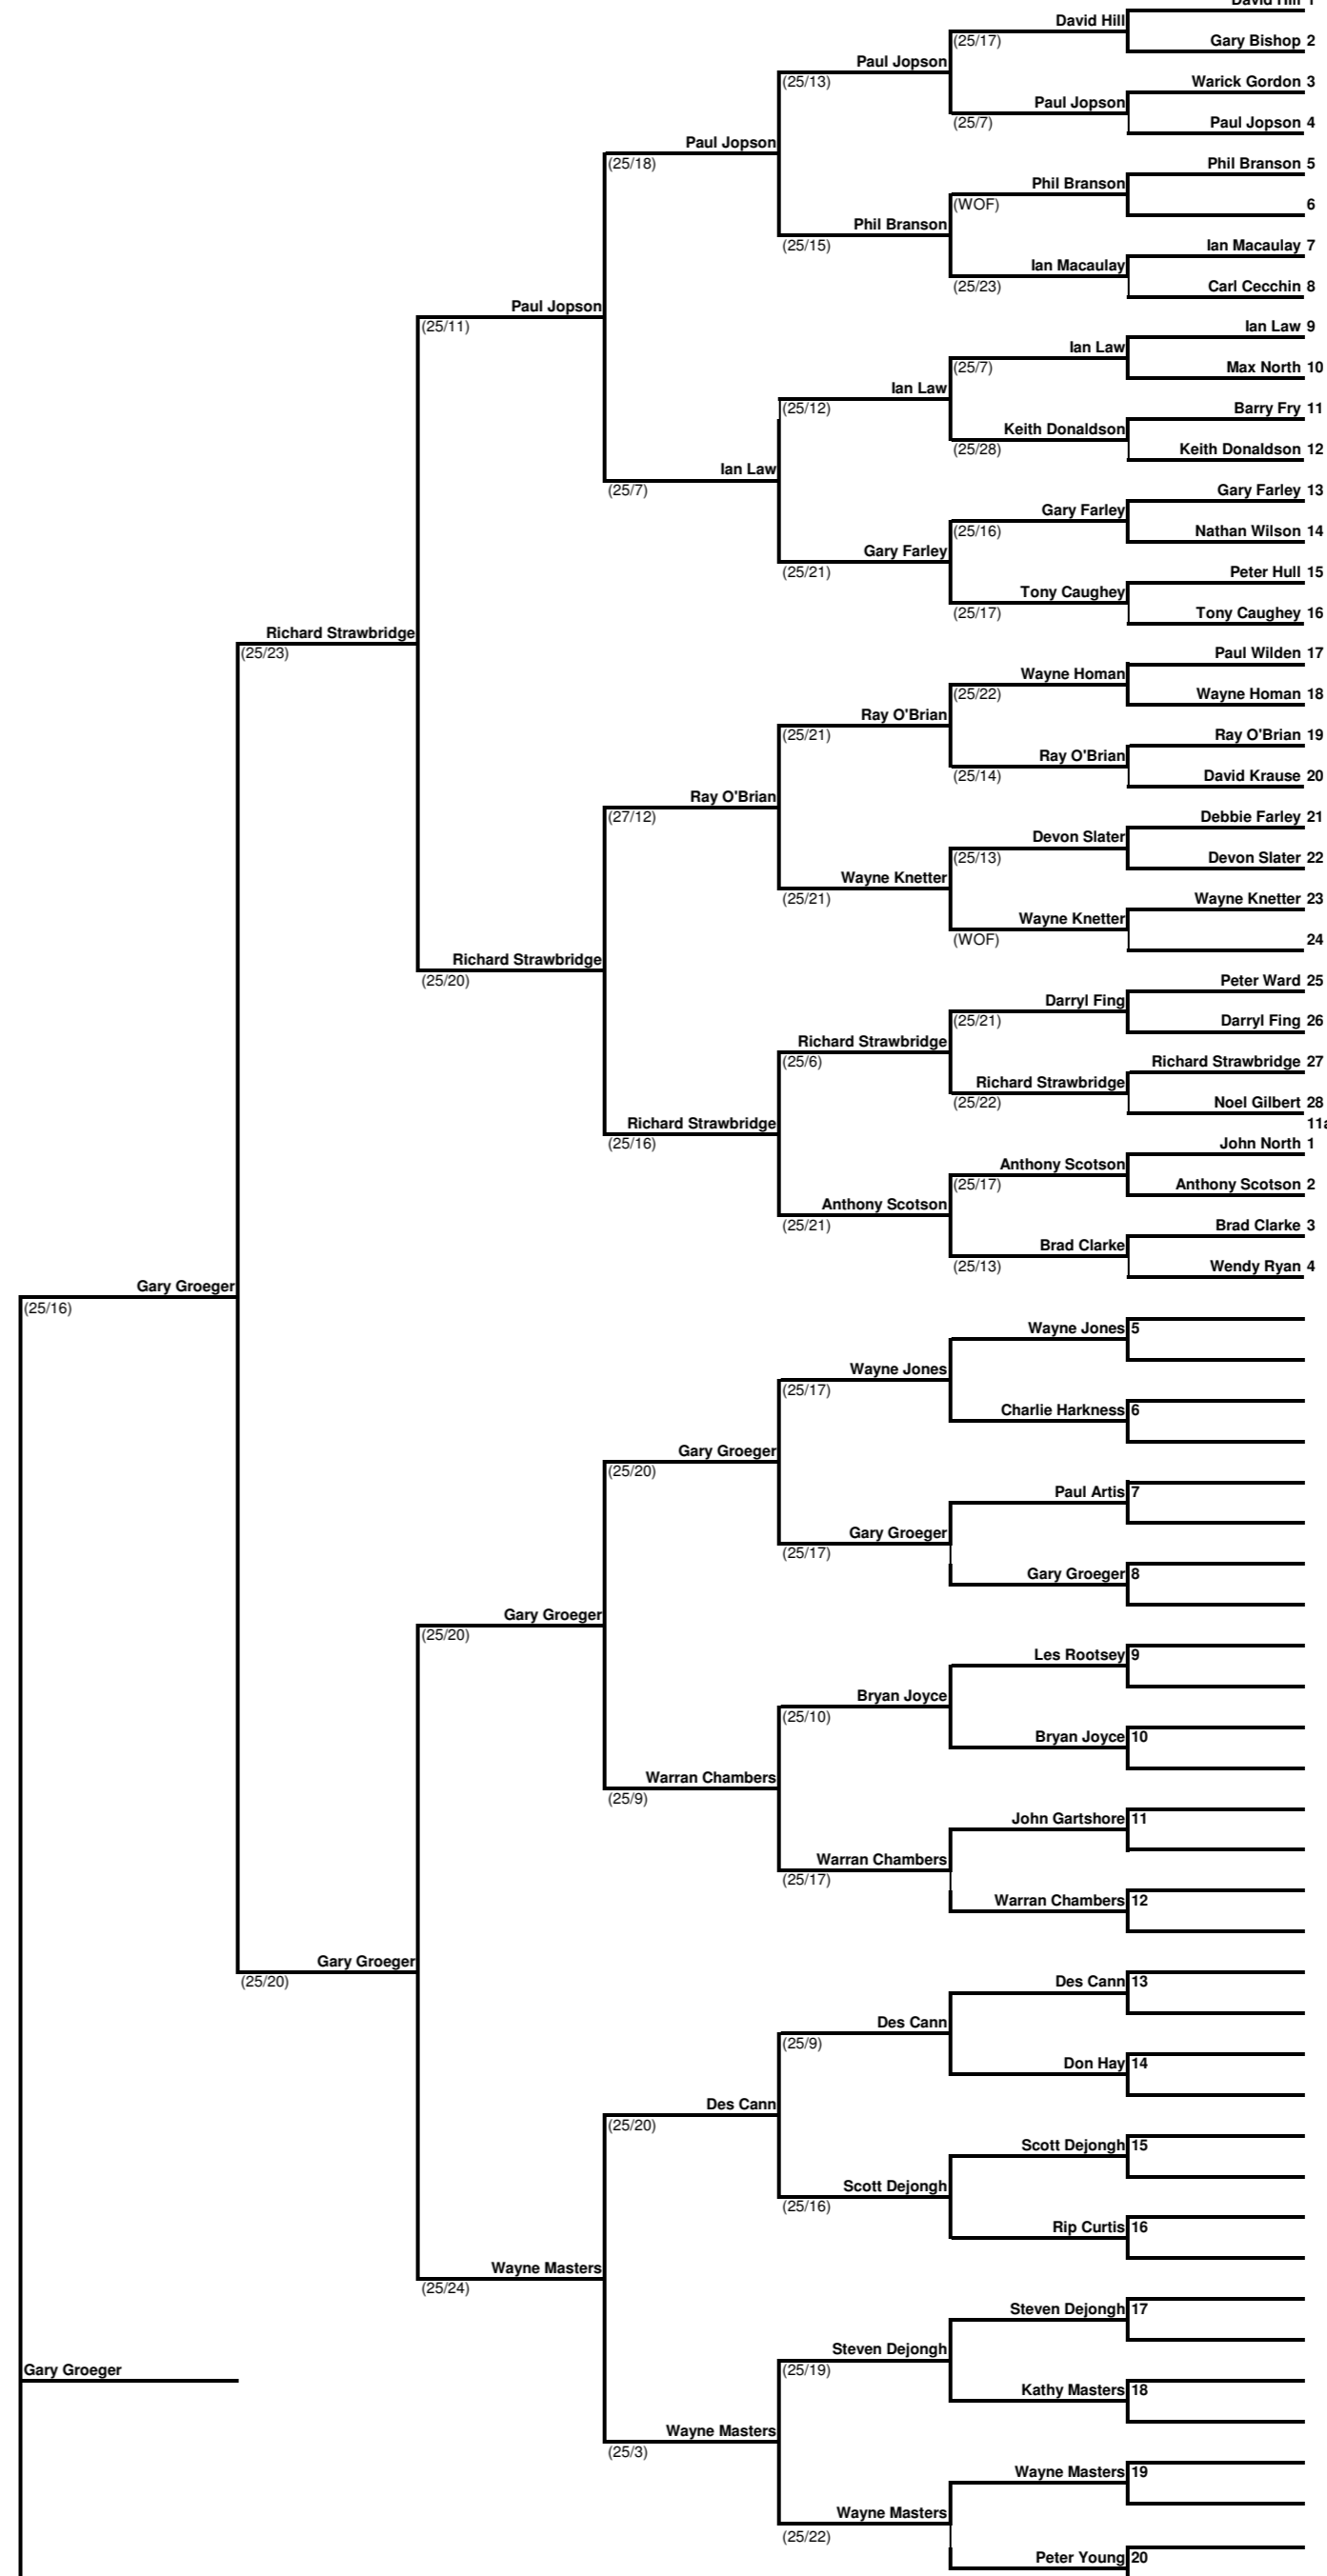 David Hill 1
David Hill
(25/17)
Gary Bishop 2
Paul Jopson
(25/13)
Warick Gordon 3
Paul Jopson
(25/7)
Paul Jopson 4
Paul Jopson
(25/18)
Phil Branson 5
Phil Branson
(WOF)
6
Phil Branson
(25/15)
Ian Macaulay 7
Ian Macaulay
(25/23)
Carl Cecchin 8
Paul Jopson
(25/11)
Ian Law 9
Ian Law
(25/7)
Max North 10
Ian Law
(25/12)
Barry Fry 11
Keith Donaldson
(25/28)
Keith Donaldson 12
Ian Law
(25/7)
Gary Farley 13
Gary Farley
(25/16)
Nathan Wilson 14
Gary Farley
(25/21)
Peter Hull 15
Tony Caughey
(25/17)
Tony Caughey 16
Richard Strawbridge
(25/23)
Paul Wilden 17
Wayne Homan
(25/22)
Wayne Homan 18
Ray O'Brian
(25/21)
Ray O'Brian 19
Ray O'Brian
(25/14)
David Krause 20
Ray O'Brian
(27/12)
Debbie Farley 21
Devon Slater
(25/13)
Devon Slater 22
Wayne Knetter
(25/21)
Wayne Knetter 23
Wayne Knetter
(WOF)
24
Richard Strawbridge
(25/20)
Peter Ward 25
Darryl Fing
(25/21)
Darryl Fing 26
Richard Strawbridge
(25/6)
Richard Strawbridge 27
Richard Strawbridge
(25/22)
Noel Gilbert 28
Richard Strawbridge
(25/16)
John North 1
Anthony Scotson
(25/17)
Anthony Scotson 2
Anthony Scotson
(25/21)
Brad Clarke 3
Brad Clarke
(25/13)
Wendy Ryan 4
Gary Groeger
(25/16)
Wayne Jones 5
Wayne Jones
(25/17)
Charlie Harkness 6
Gary Groeger
(25/20)
Paul Artis 7
Gary Groeger
(25/17)
Gary Groeger 8
Gary Groeger
(25/20)
Les Rootsey 9
Bryan Joyce
(25/10)
Bryan Joyce 10
Warran Chambers
(25/9)
John Gartshore 11
Warran Chambers
(25/17)
Warran Chambers 12
Gary Groeger
(25/20)
Des Cann 13
Des Cann
(25/9)
Don Hay 14
Des Cann
(25/20)
Scott Dejongh 15
Scott Dejongh
(25/16)
Rip Curtis 16
Wayne Masters
(25/24)
Steven Dejongh 17
Steven Dejongh
(25/19)
Gary Groeger
Kathy Masters 18
Wayne Masters
(25/3)
Wayne Masters 19
Wayne Masters
(25/22)
Peter Young 20